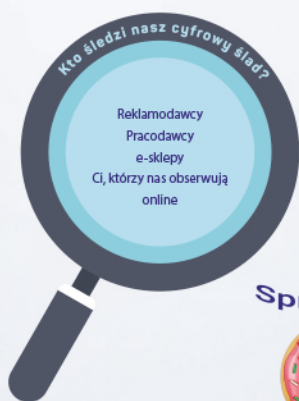 Kto śledzi nasz cyfrowy ślad?
Reklamodawcy
Pracodawcy
e-sklepy
Ci, którzy nas obserwują
online